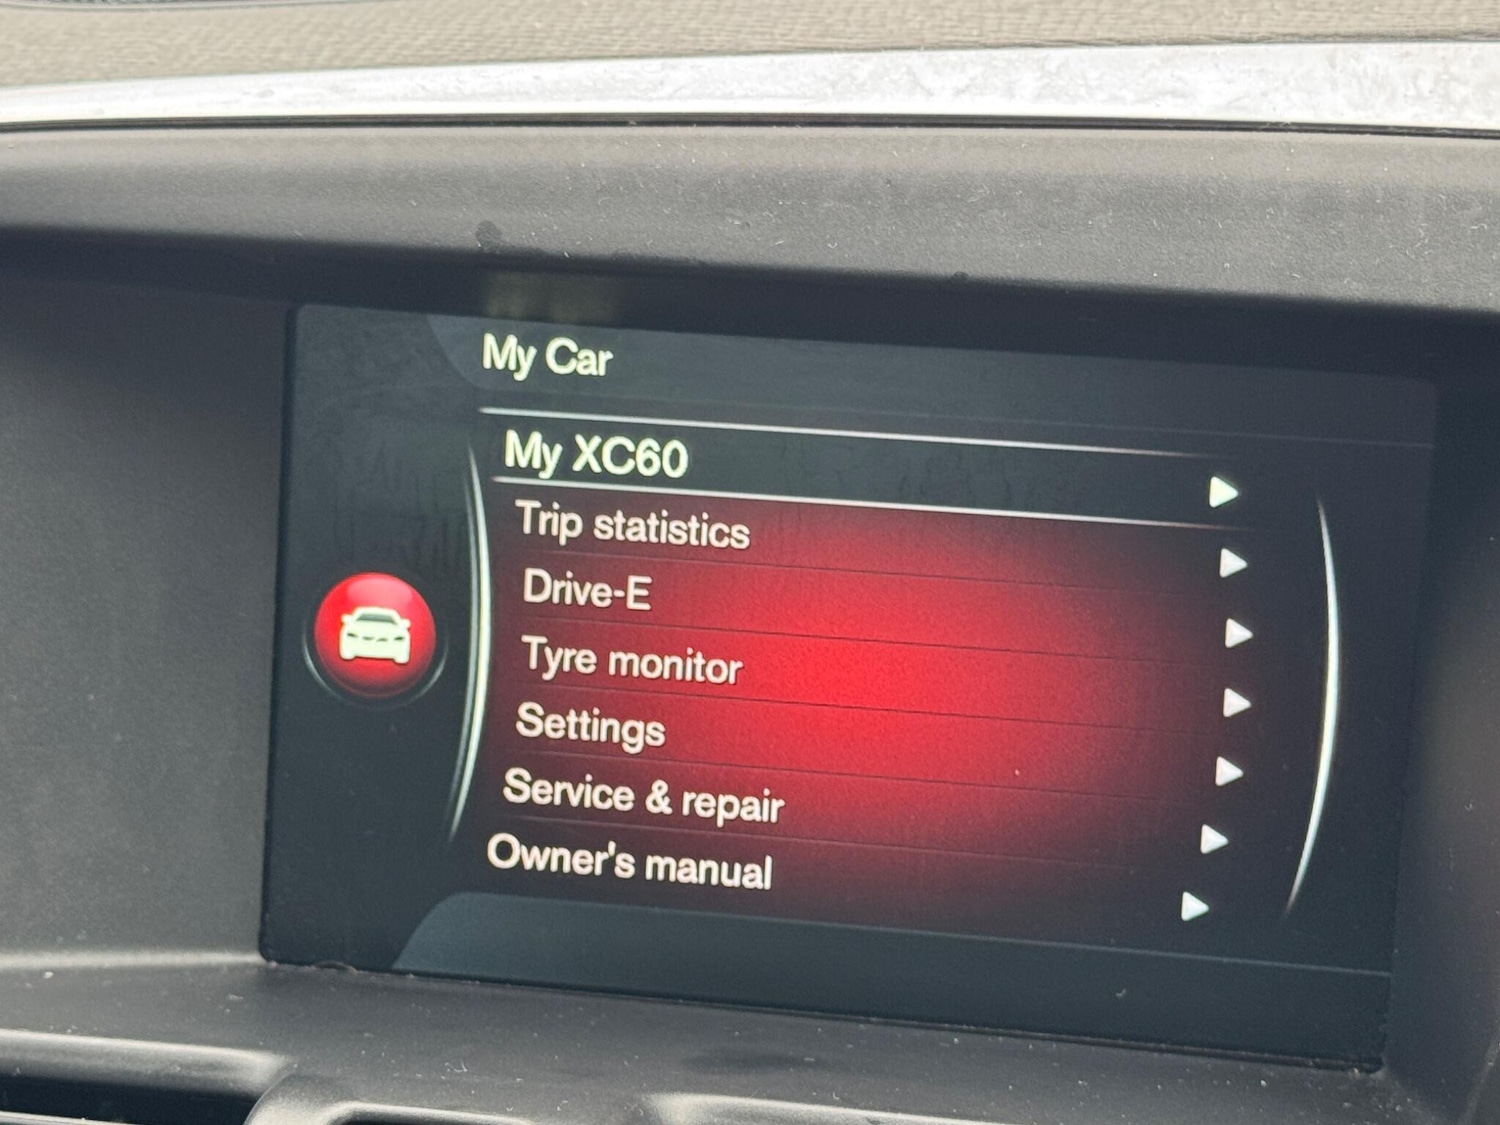 My Car
My XC60
Trip statistics
Drive-E
Tyre monitor
Settings
Service & repair
Owner's manual